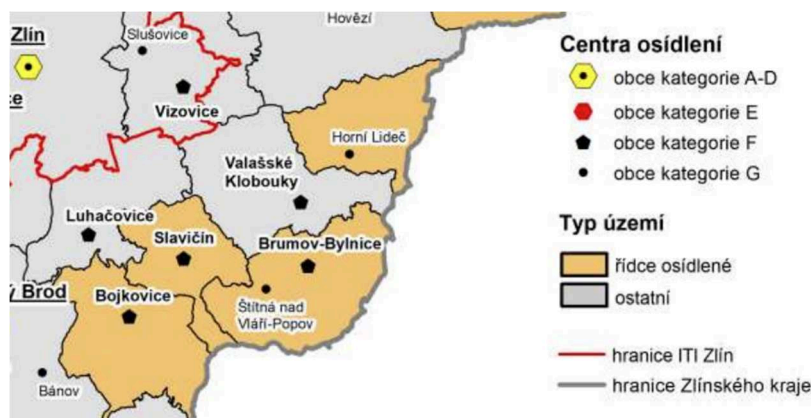 Hovězí
Zlín
Slušovice
ce
Vizovice
Horní Lideč
Valašské
Klobouky
Luhačovice
Slavičín
Brumov-Bylnice
ý Brod
Bojkovice
Štítná nad
Vláří-Popov
Bánov
Centra osídlení
obce kategorie A-D
obce kategorie E
obce kategorie F
obce kategorie G
Typ území
řídce osídlené
ostatní
hranice ITI Zlín
hranice Zlínského kraje